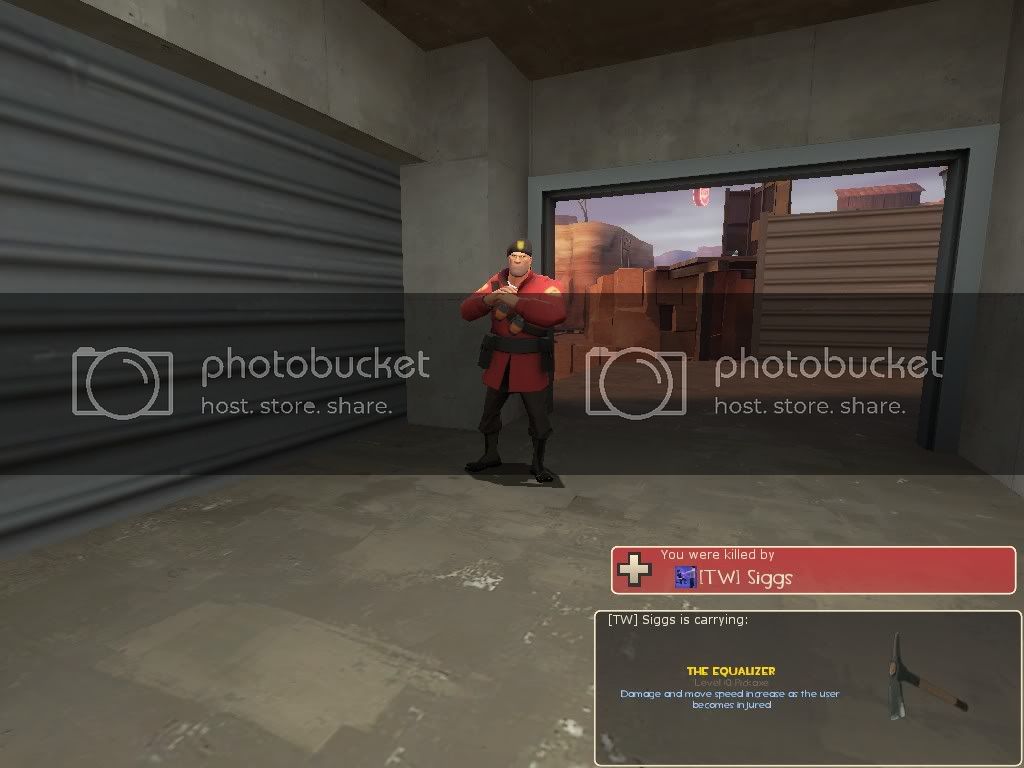 photobucket
host. store. share.
photobucket
host. store. share.
You were killed by
[TW] Siggs
[TW] Siggs is carrying:
THE EQUALIZER
Level 10 Pickaxe
Damage and move speed increase as the user
becomes injured